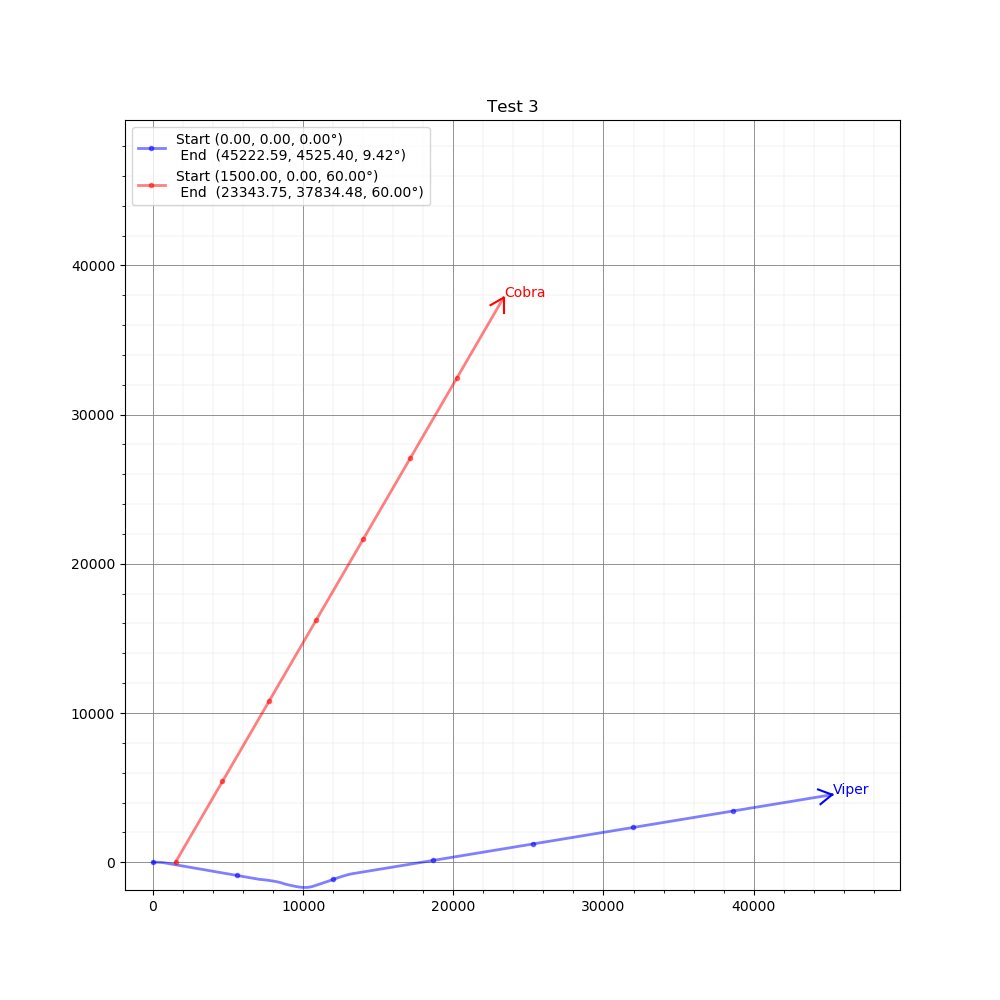 Test 3
Start (0.00, 0.00, 0.00°)
End  (45222.59, 4525.40, 9.42°)
Start (1500.00, 0.00, 60.00°)
End  (23343.75, 37834.48, 60.00°)
40000
Cobra
30000
20000
10000
Viper
0
0 10000 20000 30000 40000